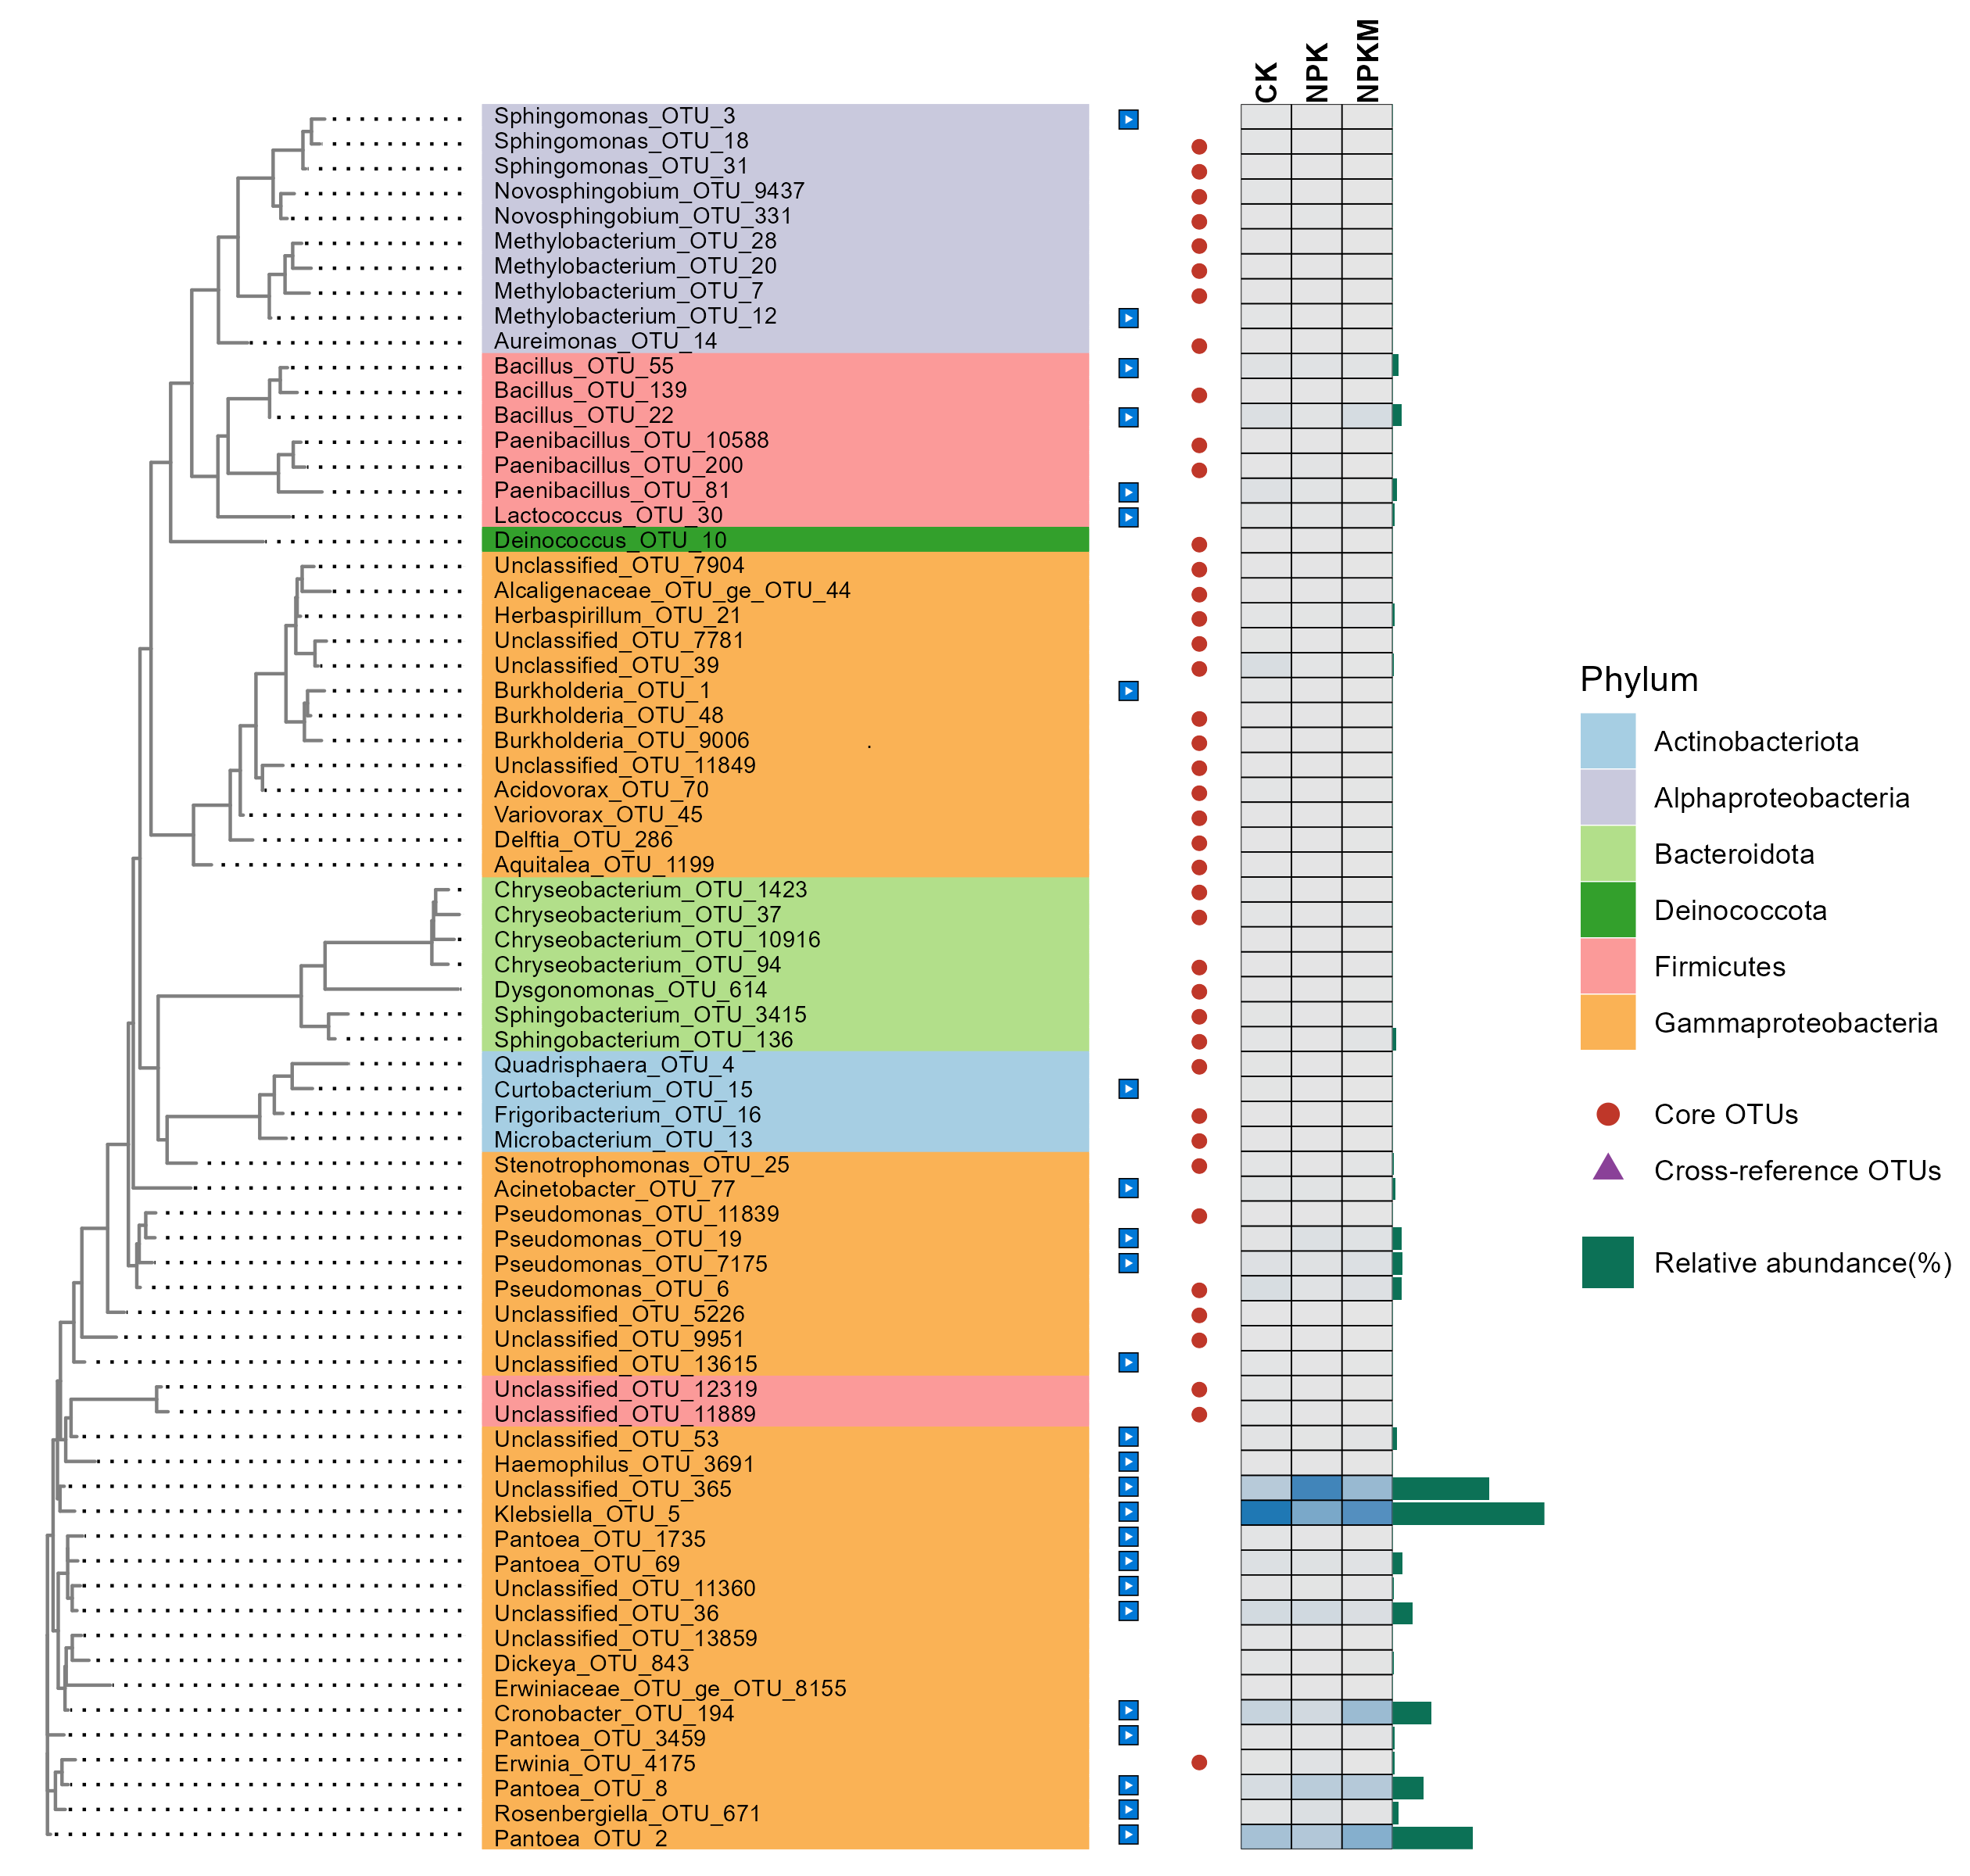 CK
NPK
NPKM
Sphingomonas_OTU_3
Sphingomonas_OTU_18
Sphingomonas_OTU_31
Novosphingobium_OTU_9437
Novosphingobium_OTU_331
Methylobacterium_OTU_28
Methylobacterium_OTU_20
Methylobacterium_OTU_7
Methylobacterium_OTU_12
Aureimonas_OTU_14
Bacillus_OTU_55
Bacillus_OTU_139
Bacillus_OTU_22
Paenibacillus_OTU_10588
Paenibacillus_OTU_200
Paenibacillus_OTU_81
Lactococcus_OTU_30
Deinococcus_OTU_10
Unclassified_OTU_7904
Alcaligenaceae_OTU_ge_OTU_44
Herbaspirillum_OTU_21
Unclassified_OTU_7781
Unclassified_OTU_39
Burkholderia_OTU_1
Burkholderia_OTU_48
Burkholderia_OTU_9006 .
Unclassified_OTU_11849
Acidovorax_OTU_70
Variovorax_OTU_45
Delftia_OTU_286
Aquitalea_OTU_1199
Chryseobacterium_OTU_1423
Chryseobacterium_OTU_37
Chryseobacterium_OTU_10916
Chryseobacterium_OTU_94
Dysgonomonas_OTU_614
Sphingobacterium_OTU_3415
Sphingobacterium_OTU_136
Quadrisphaera_OTU_4
Curtobacterium_OTU_15
Frigoribacterium_OTU_16
Microbacterium_OTU_13
Stenotrophomonas_OTU_25
Acinetobacter_OTU_77
Pseudomonas_OTU_11839
Pseudomonas_OTU_19
Pseudomonas_OTU_7175
Pseudomonas_OTU_6
Unclassified_OTU_5226
Unclassified_OTU_9951
Unclassified_OTU_13615
Unclassified_OTU_12319
Unclassified_OTU_11889
Unclassified_OTU_53
Haemophilus_OTU_3691
Unclassified_OTU_365
Klebsiella_OTU_5
Pantoea_OTU_1735
Pantoea_OTU_69
Unclassified_OTU_11360
Unclassified_OTU_36
Unclassified_OTU_13859
Dickeya_OTU_843
Erwiniaceae_OTU_ge_OTU_8155
Cronobacter_OTU_194
Pantoea_OTU_3459
Erwinia_OTU_4175
Pantoea_OTU_8
Rosenbergiella_OTU_671
Pantoea_OTU_2
Phylum
Actinobacteriota
Alphaproteobacteria
Bacteroidota
Deinococcota
Firmicutes
Gammaproteobacteria
Core OTUs
Cross-reference OTUs
Relative abundance(%)